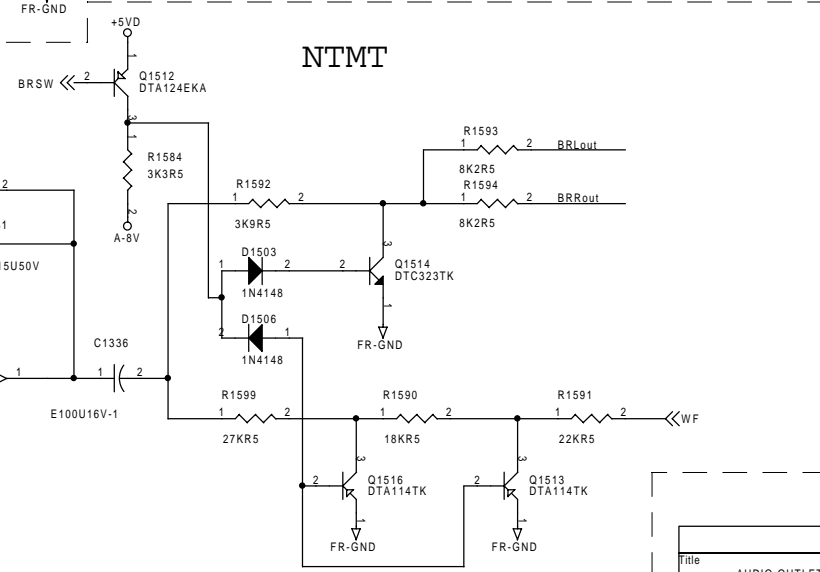 FR-GND
+5VD
NTMT
1
BRSW
2
Q1512
DTA124EKA
3
1
R1584
3K3R5
2
A-8V
R1593
1
2
BRLout
8K2R5
R1594
1
2
BRRout
8K2R5
R1592
1
2
3K9R5
2
1
15U50V
3
D1503
1
2
1N4148
2
Q1514
DTC323TK
1
FR-GND
D1506
2
1
1N4148
C1336
1
1
2
E100U16V-1
R1599
1
2
27KR5
R1590
1
2
18KR5
R1591
1
2
22KR5
WF
3
2
Q1516
DTA114TK
1
FR-GND
3
2
Q1513
DTA114TK
1
FR-GND
Title